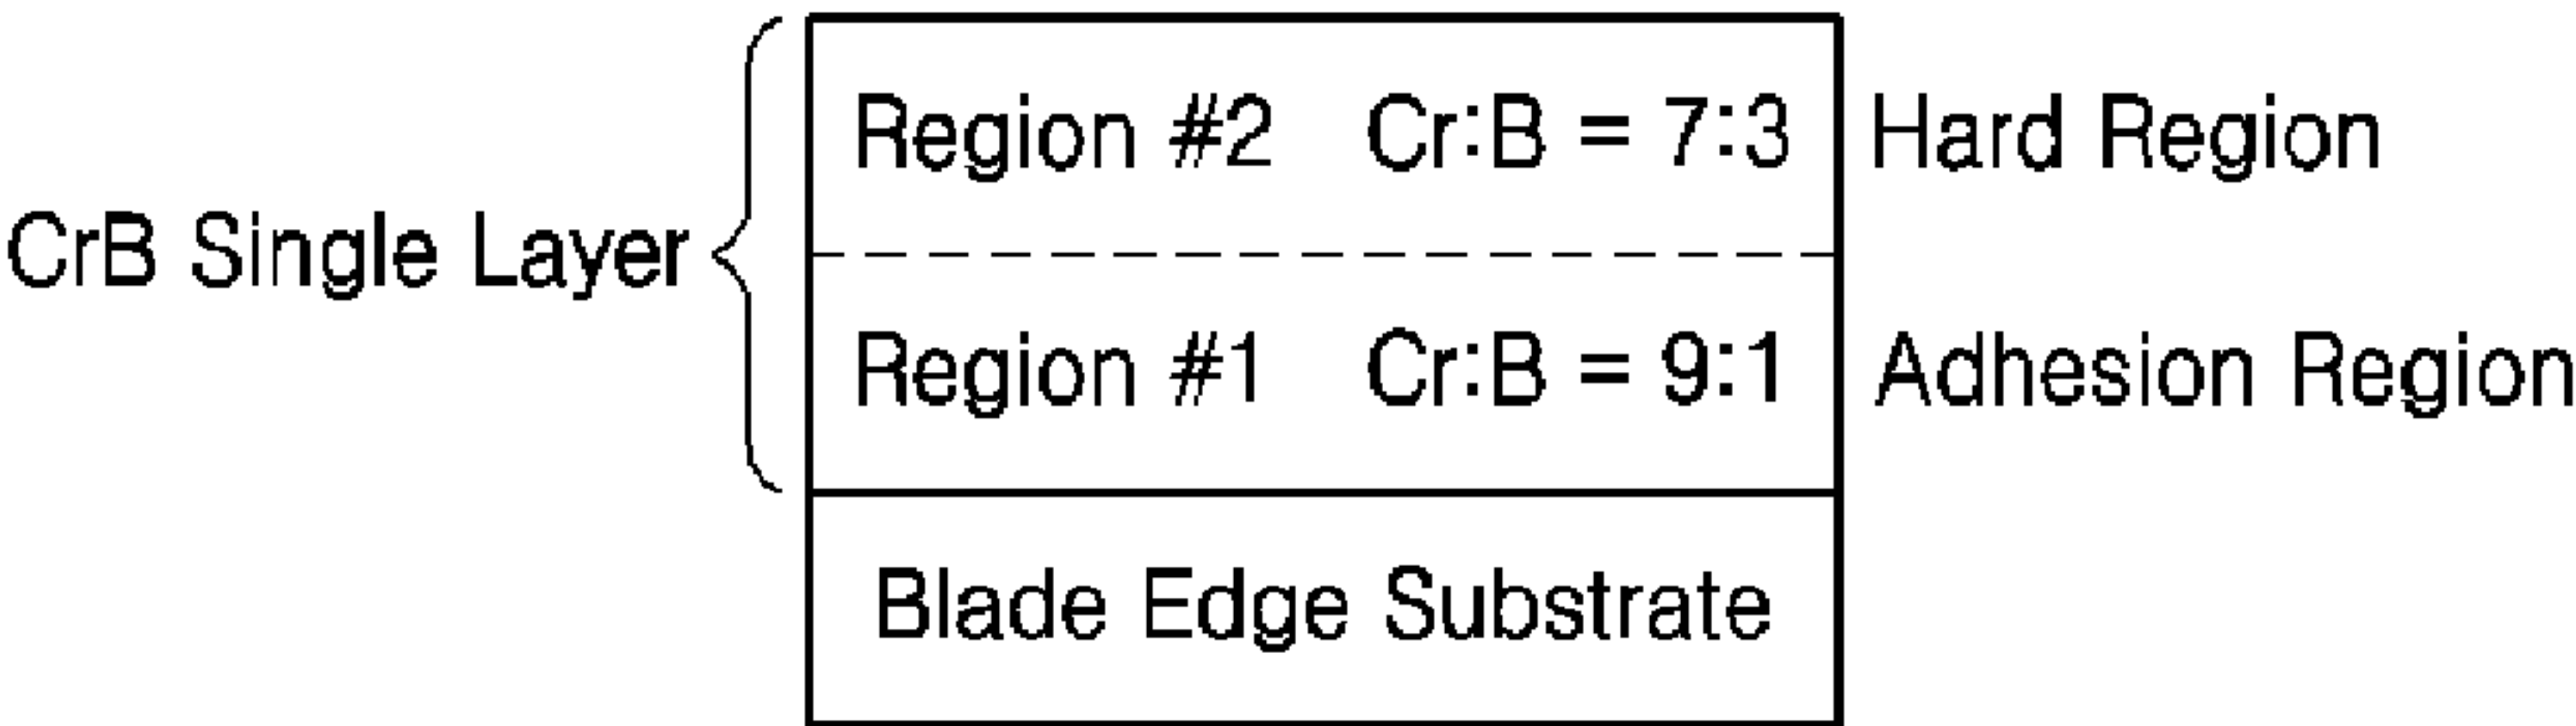 Region #2 Cr:B = 7:3 Hard Region
CrB Single Layer
Region #1 Cr:B = 9:1 Adhesion Region
Blade Edge Substrate